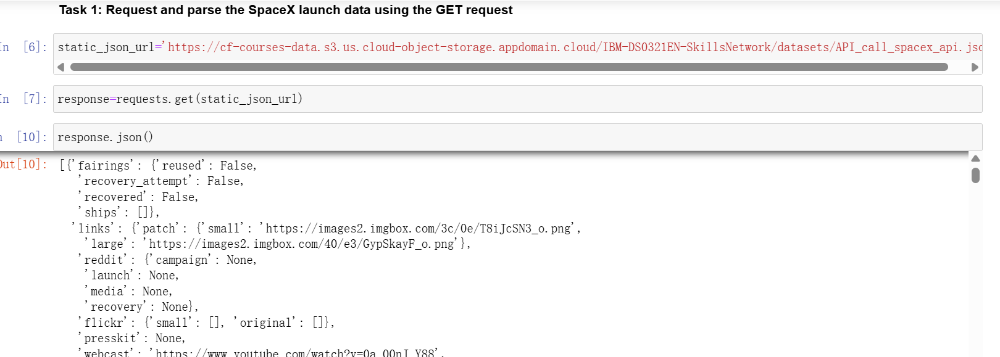 Task 1: Request and parse the SpaceX launch data using the GET request
In [6]: static_json_url='https://cf-courses-data.s3.us.cloud-object-storage.appdomain.cloud/IBM-DS0321EN-SkillsNetwork/datasets/API_call_spacex_api.jso
In [7]: response=requests.get(static_json_url)
[10]: response.json()
Out[10]: [{'fairings': {'reused': False,
'recovery_attempt': False,
'recovered': False,
'ships': []},
'links': {'patch': {'small': 'https://images2.imgbox.com/3c/0e/T8iJcSN3_o.png',
'large': 'https://images2.imgbox.com/40/e3/GypSkayF_o.png'},
'reddit': {'campaign': None,
'launch': None,
'media': None,
'recovery': None},
'flickr': {'small': [], 'original': []},
'presskit': None,
'webcast': 'https://www.youtube.com/watch?v=0a_00nJ_Y88',